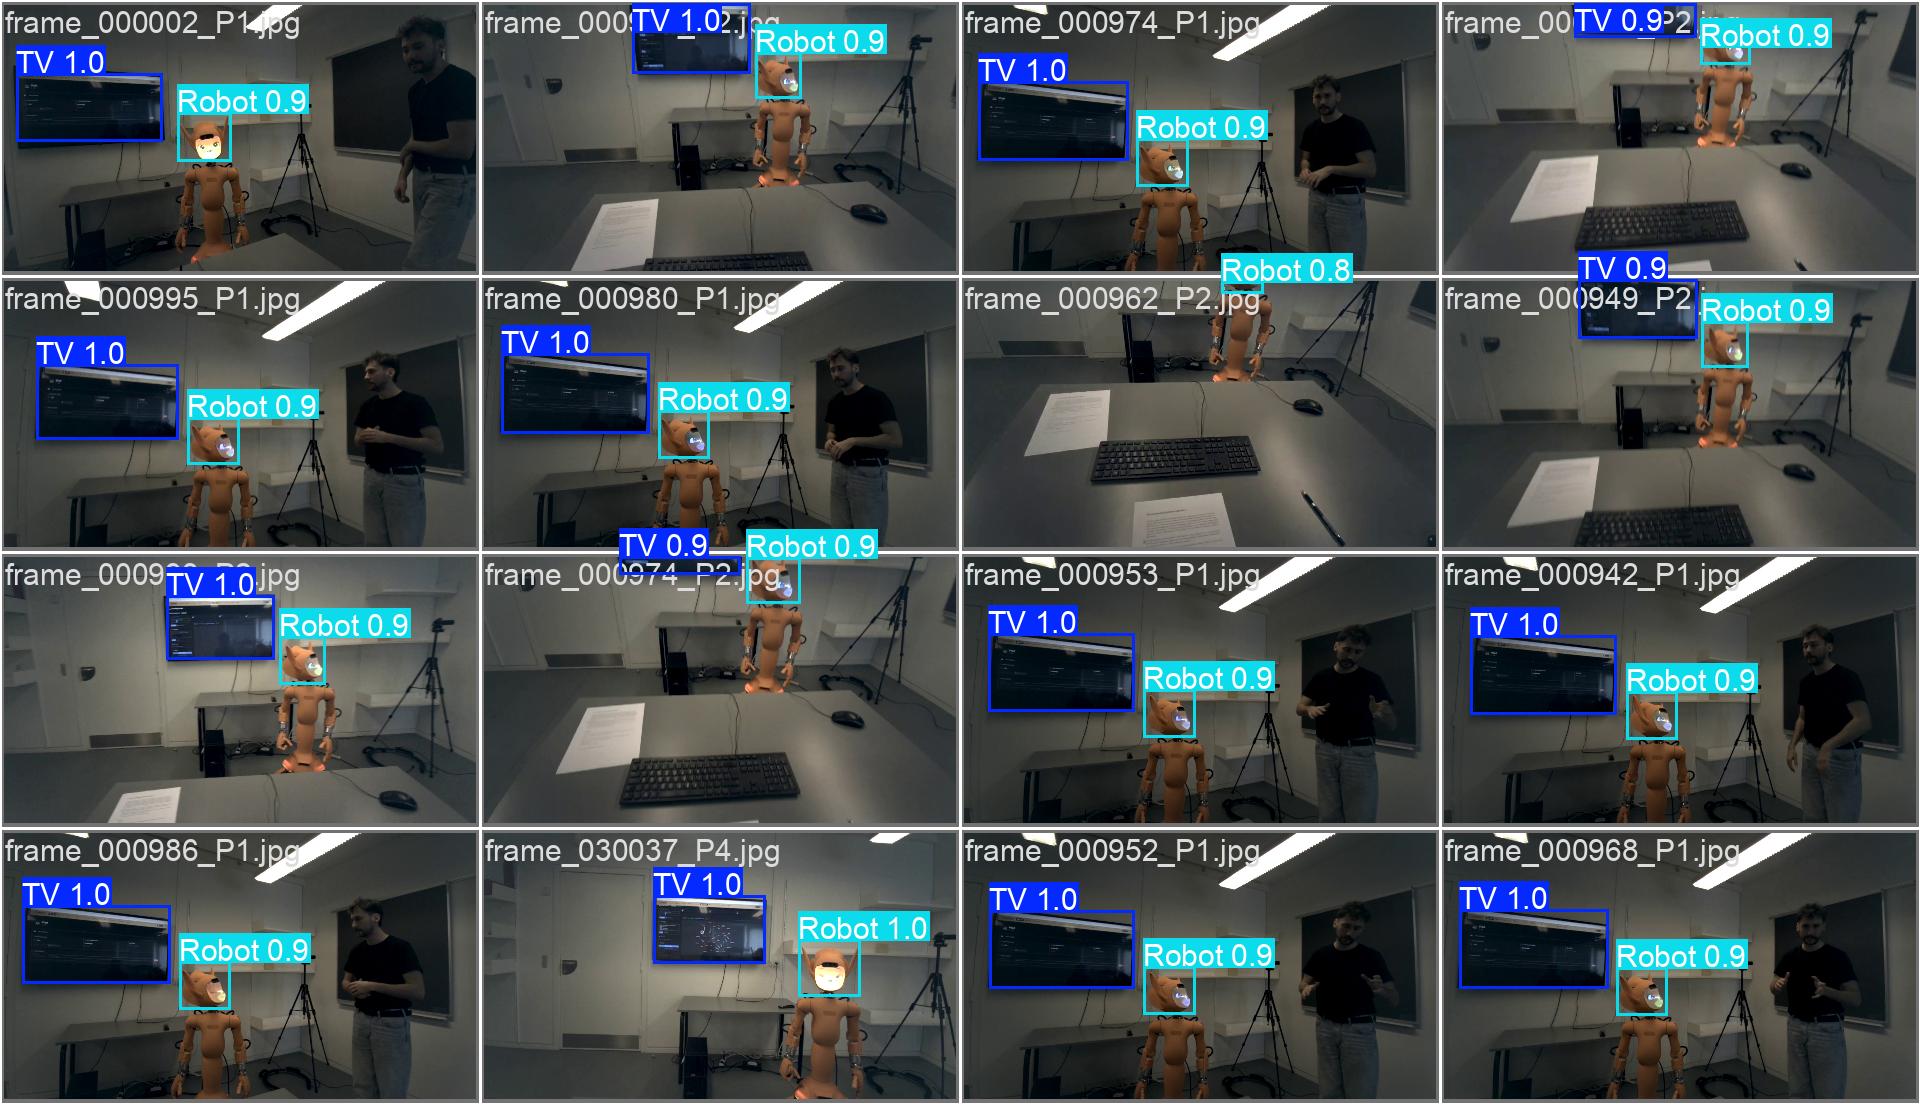 frame_000002_P1.jpg
TV 1.0
Robot 0.9
TV 1.0
Robot 0.9
frame_000974_P1.jpg
TV 1.0
Robot 0.9
TV 0.9
Robot 0.9
frame_000995_P1.jpg
TV 1.0
Robot 0.9
frame_000980_P1.jpg
TV 1.0
Robot 0.9
frame_000962_P2.jpg
Robot 0.8
frame_000949_P2
TV 0.9
Robot 0.9
TV 1.0
Robot 0.9
frame_000974_P2.jpg
TV 0.9
Robot 0.9
frame_000953_P1.jpg
TV 1.0
Robot 0.9
frame_000942_P1.jpg
TV 1.0
Robot 0.9
frame_000986_P1.jpg
TV 1.0
Robot 0.9
frame_030037_P4.jpg
TV 1.0
Robot 1.0
frame_000952_P1.jpg
TV 1.0
Robot 0.9
frame_000968_P1.jpg
TV 1.0
Robot 0.9